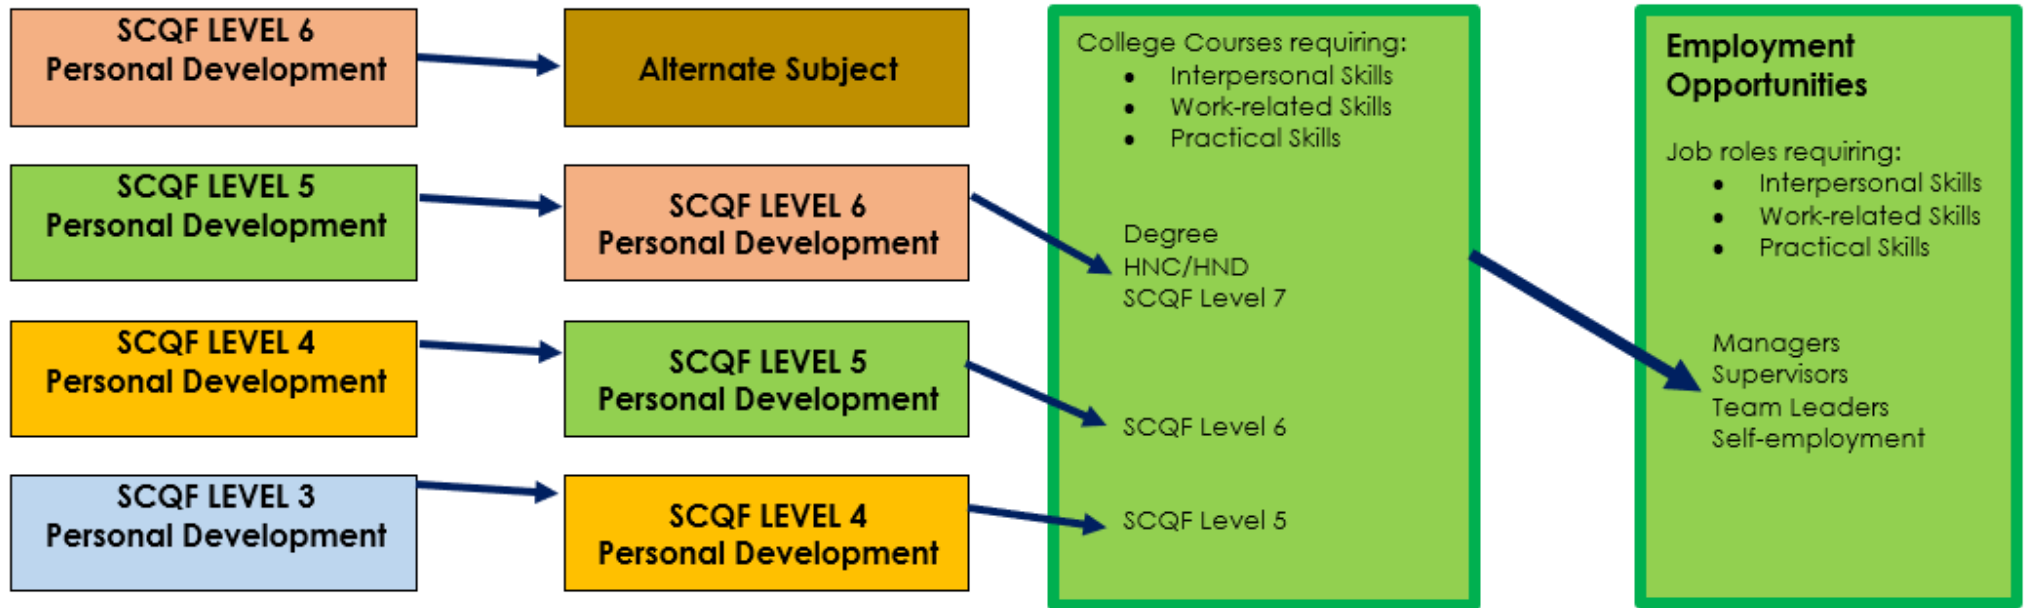 SCQF LEVEL 6
Personal Development
SCQF LEVEL 5
Personal Development
SCQF LEVEL 4
Personal Development
SCQF LEVEL 3
Personal Development
Alternate Subject
SCQF LEVEL 6
Personal Development
SCQF LEVEL 5
Personal Development
SCQF LEVEL 4
Personal Development
College Courses requiring:
• Interpersonal Skills
• Work-related Skills
• Practical Skills
Degree
HNC/HND
SCQF Level 7
SCQF Level 6
SCQF Level 5
Employment
Opportunities
Job roles requiring:
• Interpersonal Skills
• Work-related Skills
• Practical Skills
Managers
Supervisors
Team Leaders
Self-employment